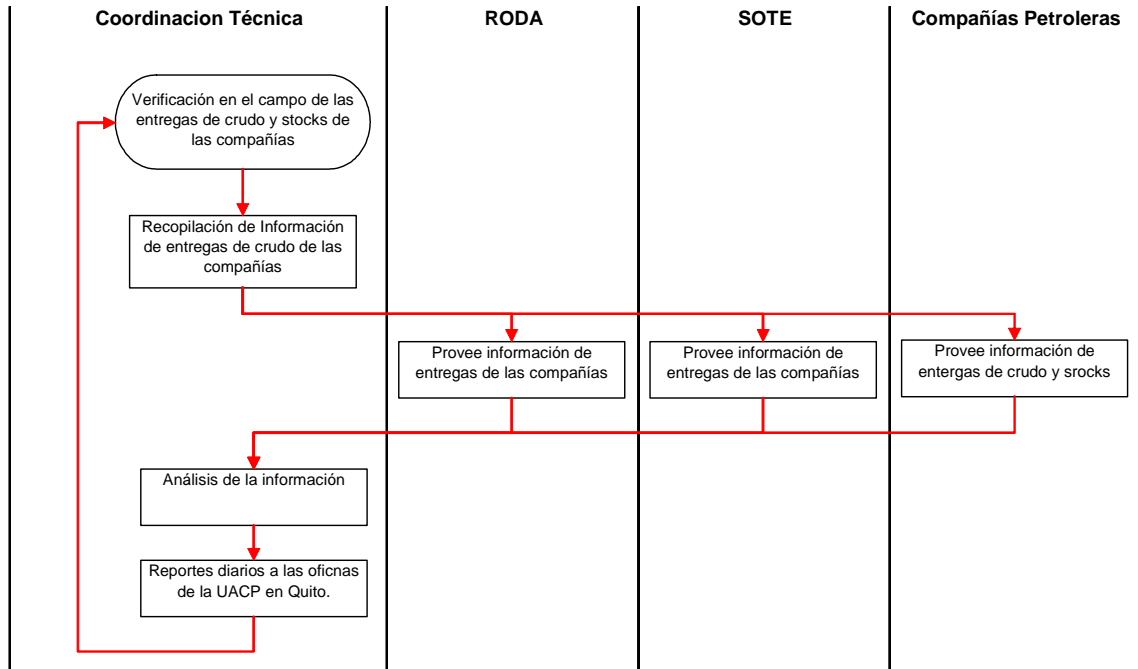 Coordinacion Técnica
RODA
SOTE
Compañías Petroleras
Verificación en el campo de las
entregas de crudo y stocks de
las compañías
Recopilación de Información
de entregas de crudo de las
compañías
Provee información de
entregas de las compañías
Provee información de
entregas de las compañías
Provee información de
entergas de crudo y srocks
Análisis de la información
Reportes diarios a las oficnas
de la UACP en Quito.